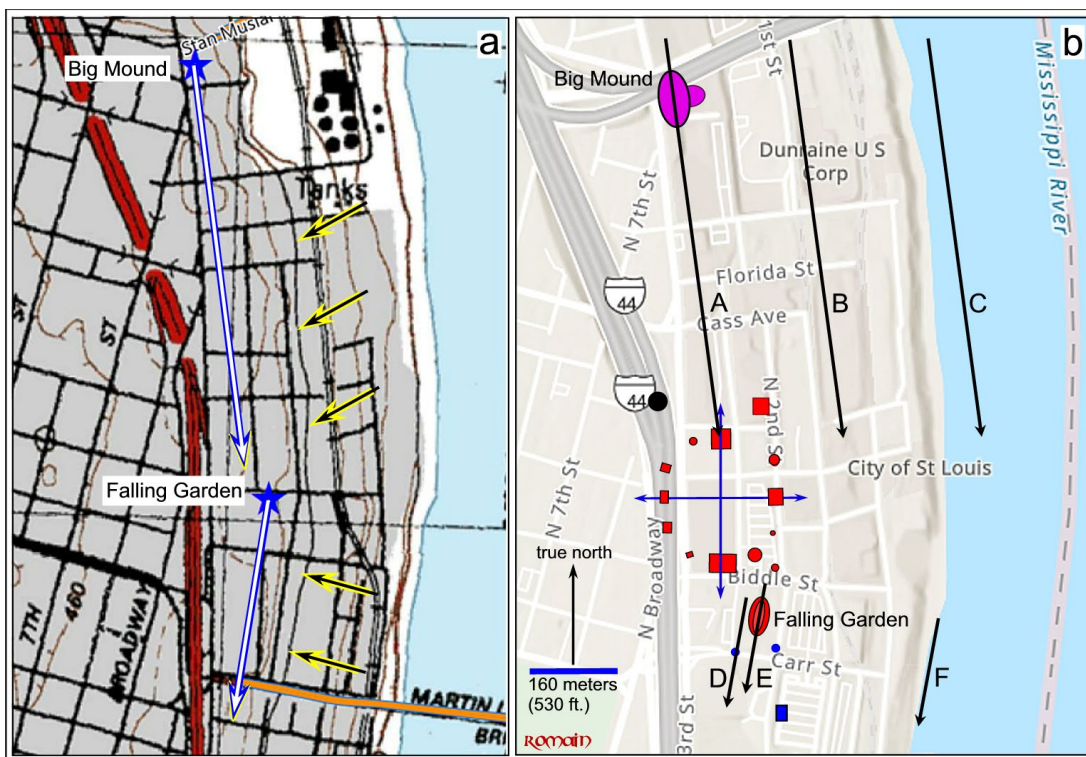 a
Stan Musial
Big Mound
Tanks
ST
ST
Falling Garden
7TH
460
BROADWAY
MARTIN L
BRI
b
1st St
Big Mound
Dunraine U S
Corp
Mississippi River
N 7th St
Florida St
44
A
B
C
Cass Ave
44
N 2nd St
City of St Louis
N 7th St
true north
N Broadway
Biddle St
Falling Garden
Carr St
D
E
F
160 meters
(530 ft.)
3rd St
ROMAIN